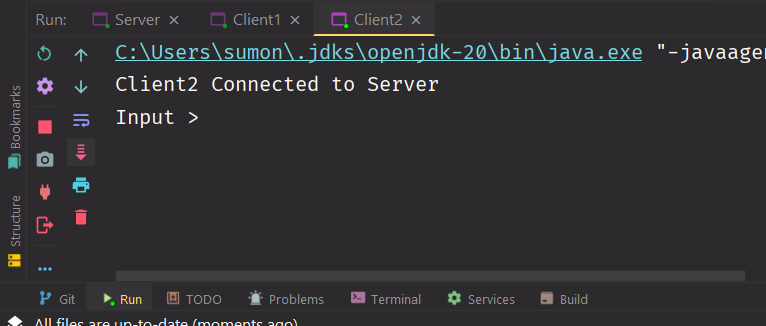 Run: Server × Client1 × Client2 ×
C:\Users\sumon\.jdks\openjdk-20\bin\java.exe "-javaagen
Client2 Connected to Server
Input >
Bookmarks
Structure
Git Run TODO Problems Terminal Services Build
All files are up-to-date (moments ago)